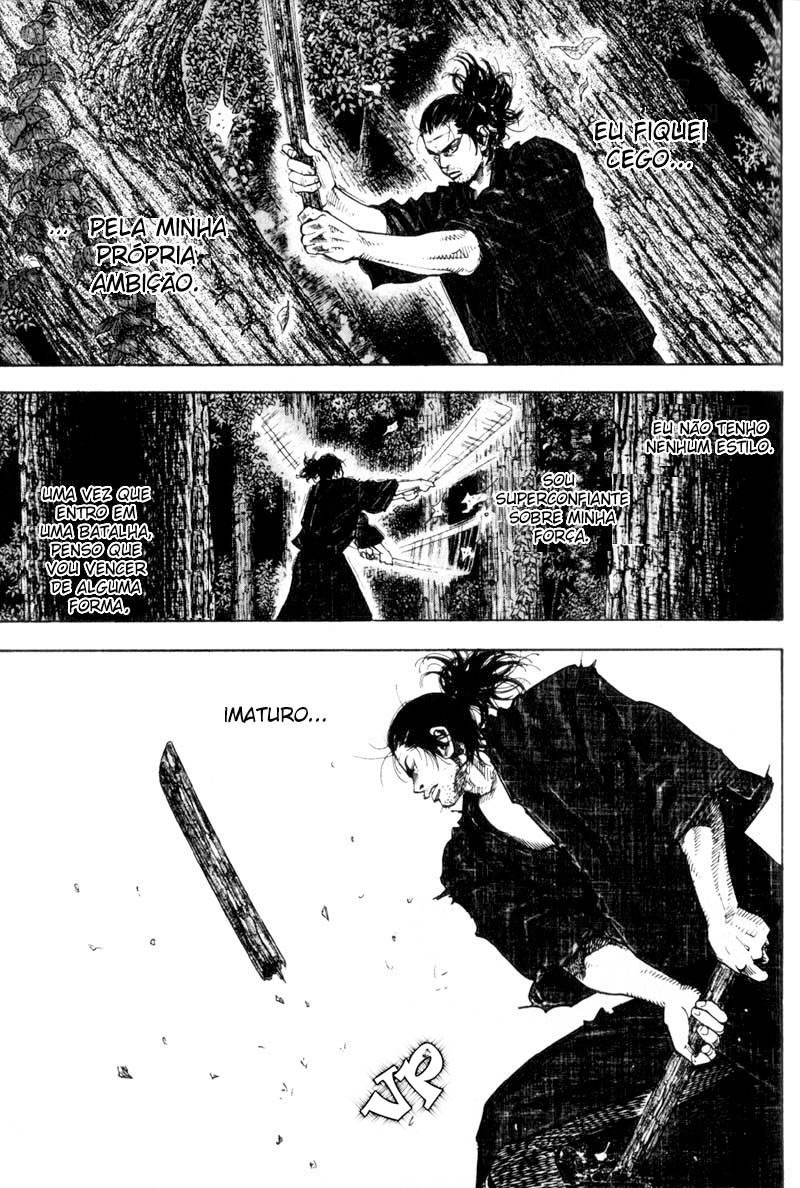 EU FIQUEI
CEGO...
... PELA MINHA
PRÓPRIA
AMBIÇÃO.
EU NÃO TENHO
NENHUM ESTILO.
SOU
SUPERCONFIANTE
SOBRE MINHA
FORÇA.
UMA VEZ QUE
ENTRO EM
UMA BATALHA,
PENSO QUE
VOU VENCER
DE ALGUMA
FORMA.
IMATURO...
VP